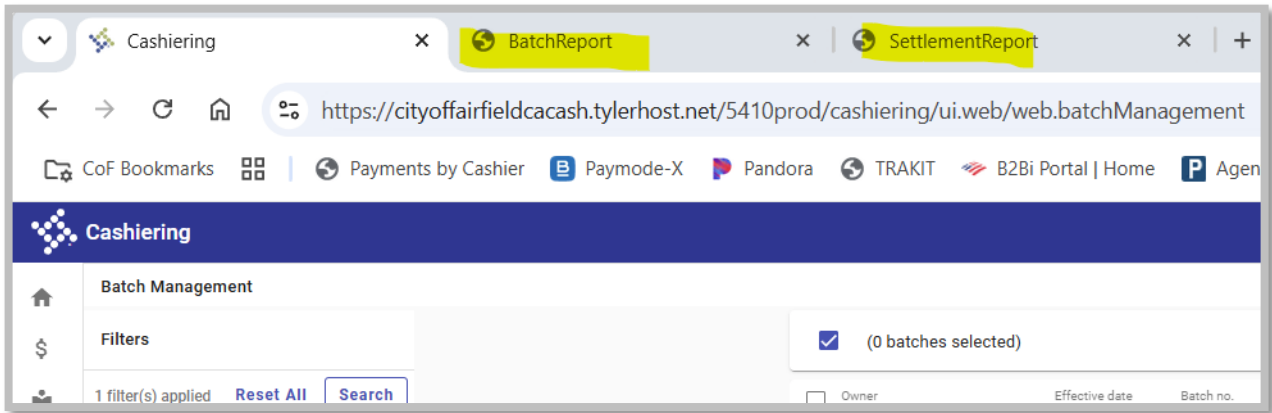 Cashiering BatchReport SettlementReport
https://cityoffairfieldcacash.tylerhost.net/5410prod/cashiering/ui.web/web.batchManagement
CoF Bookmarks Payments by Cashier Paymode-X Pandora TRAKIT B2Bi Portal | Home Agen
Cashiering
Batch Management
Filters
(0 batches selected)
1 filter(s) applied Reset All Search
Owner Effective date Batch no.